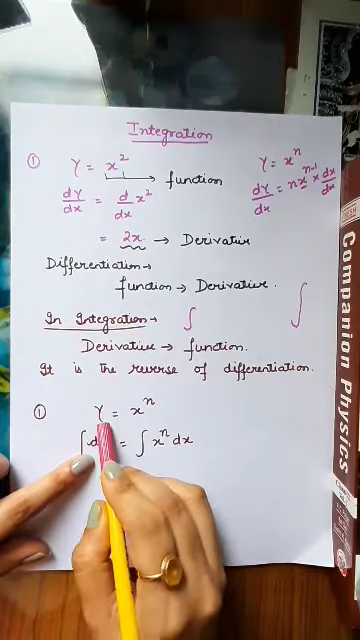 Integration
① Y = x² → function
dY/dx = d/dx x²
= 2x → Derivative
Y = xⁿ
dY/dx = nxⁿ⁻¹ × dx/dx
Differentiation →
function → Derivative.
In Integration → ∫
∫
Derivative → function.
It is the reverse of differentiation.
① Y = xⁿ
∫ = ∫ xⁿ dx
COMPANION PHYSICS